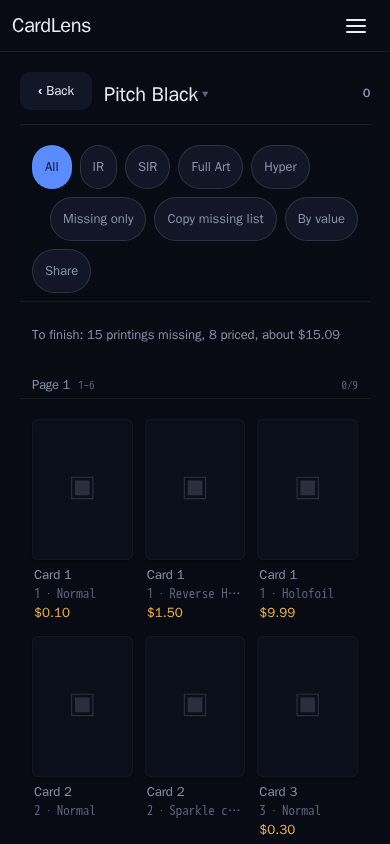 CardLens
‹ Back
Pitch Black ▾
0
All
IR
SIR
Full Art
Hyper
Missing only
Copy missing list
By value
Share
To finish: 15 printings missing, 8 priced, about $15.09
Page 1 1–6
0/9
Card 1
1 · Normal
$0.10
Card 1
1 · Reverse H···
$1.50
Card 1
1 · Holofoil
$9.99
Card 2
2 · Normal
Card 2
2 · Sparkle c···
Card 3
3 · Normal
$0.30